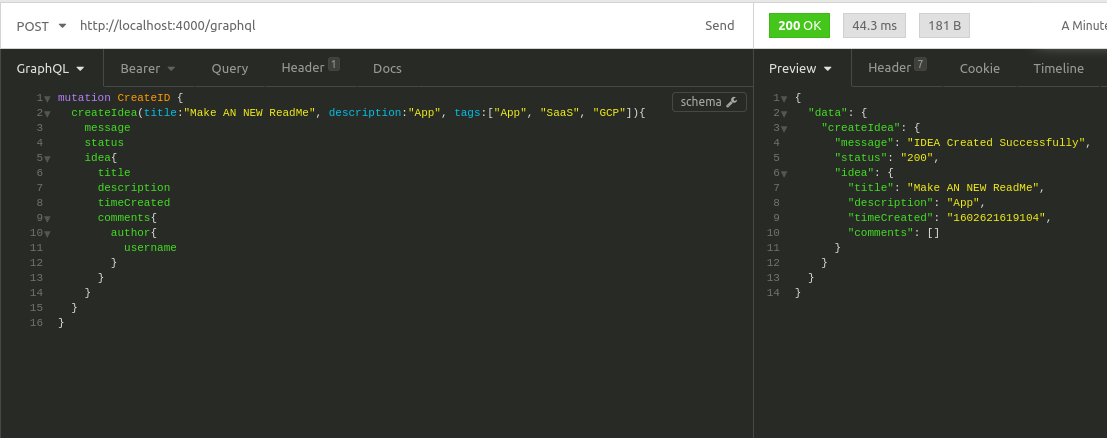 POST http://localhost:4000/graphql Send 200 OK 44.3 ms 181 B A Minute
GraphQL Bearer Query Header 1 Docs
Preview Header 7 Cookie Timeline
schema
1 mutation CreateID {
2 createIdea(title:"Make AN NEW ReadMe", description:"App", tags:["App", "SaaS", "GCP"]){
3 message
4 status
5 idea{
6 title
7 description
8 timeCreated
9 comments{
10 author{
11 username
12 }
13 }
14 }
15 }
16 }
1 {
2 "data": {
3 "createIdea": {
4 "message": "IDEA Created Successfully",
5 "status": "200",
6 "idea": {
7 "title": "Make AN NEW ReadMe",
8 "description": "App",
9 "timeCreated": "1602621619104",
10 "comments": []
11 }
12 }
13 }
14 }